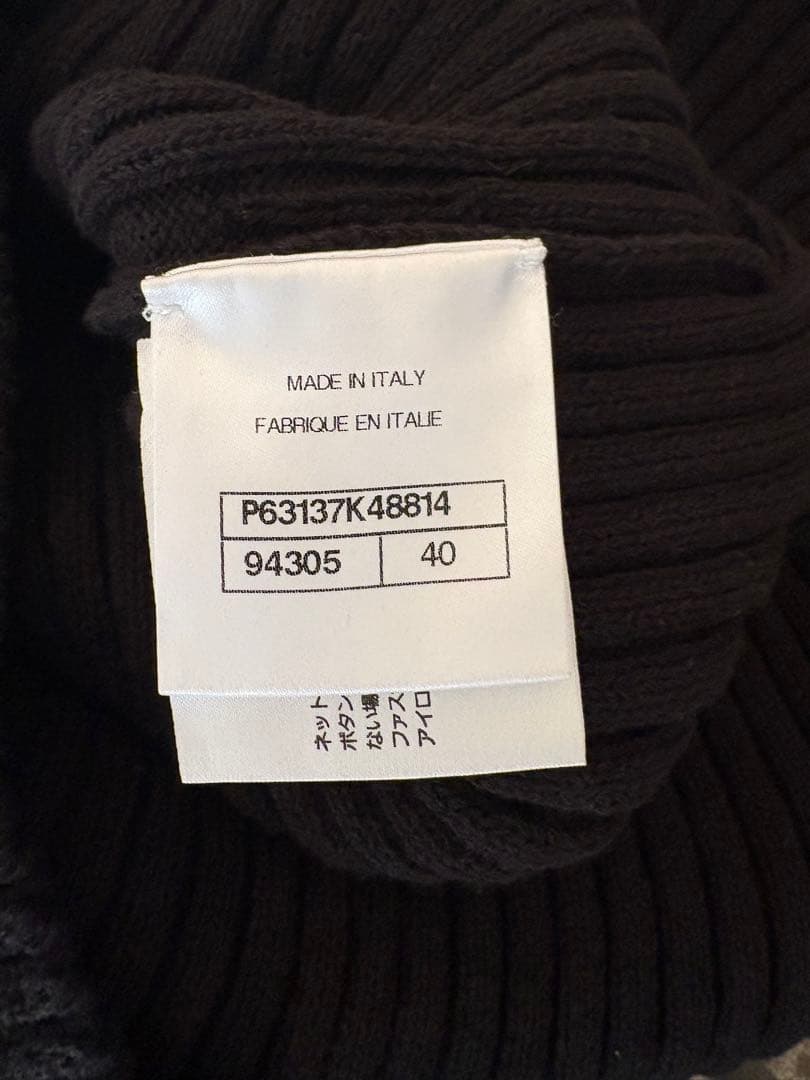 MADE IN ITALY
FABRIQUE EN ITALIE
P63137K48814
94305 40
ネット
ボタン
ない場
ファス
アイロ